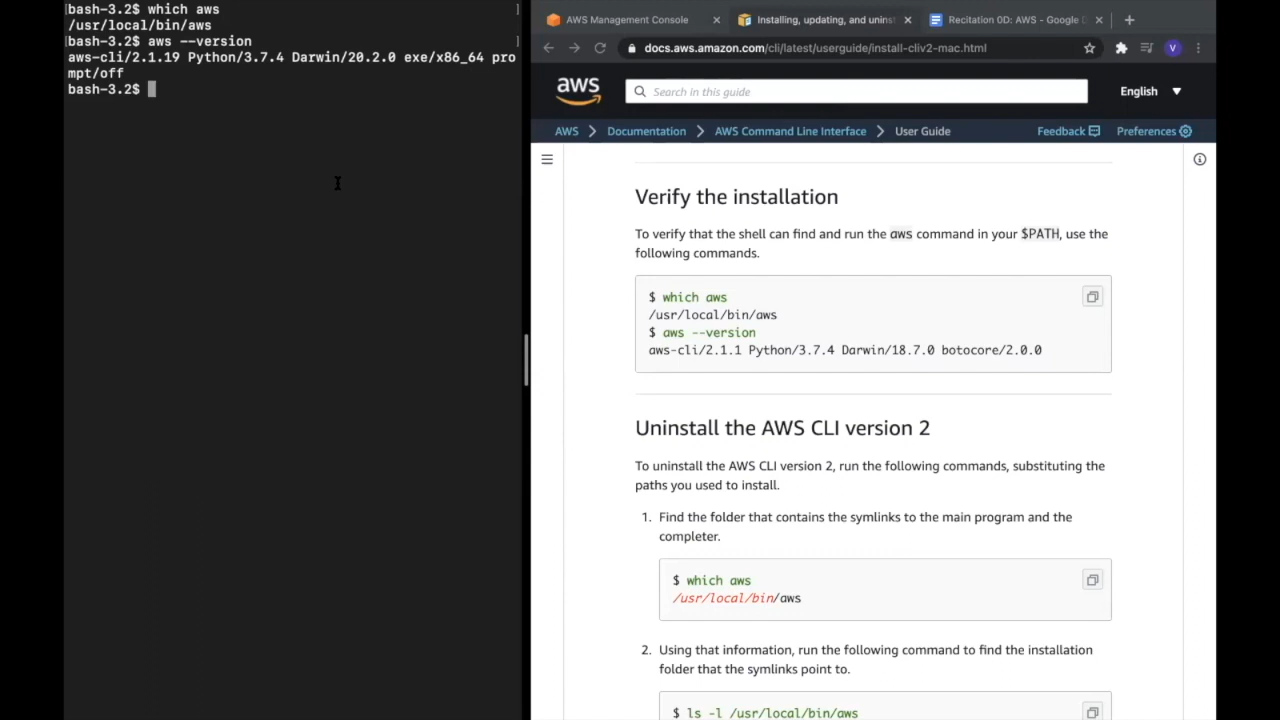 bash-3.2$ which aws
/usr/local/bin/aws
bash-3.2$ aws --version
aws-cli/2.1.19 Python/3.7.4 Darwin/20.2.0 exe/x86_64 pro
mpt/off
bash-3.2$
AWS Management Console
Installing, updating, and uninst
Recitation 0D: AWS - Google D
docs.aws.amazon.com/cli/latest/userguide/install-cliv2-mac.html
V
aws
Search in this guide
English
AWS > Documentation > AWS Command Line Interface > User Guide
Feedback
Preferences
Verify the installation
To verify that the shell can find and run the aws command in your $PATH, use the
following commands.
$ which aws
/usr/local/bin/aws
$ aws --version
aws-cli/2.1.1 Python/3.7.4 Darwin/18.7.0 botocore/2.0.0
Uninstall the AWS CLI version 2
To uninstall the AWS CLI version 2, run the following commands, substituting the
paths you used to install.
1. Find the folder that contains the symlinks to the main program and the
completer.
$ which aws
/usr/local/bin/aws
2. Using that information, run the following command to find the installation
folder that the symlinks point to.
$ ls -l /usr/local/bin/aws